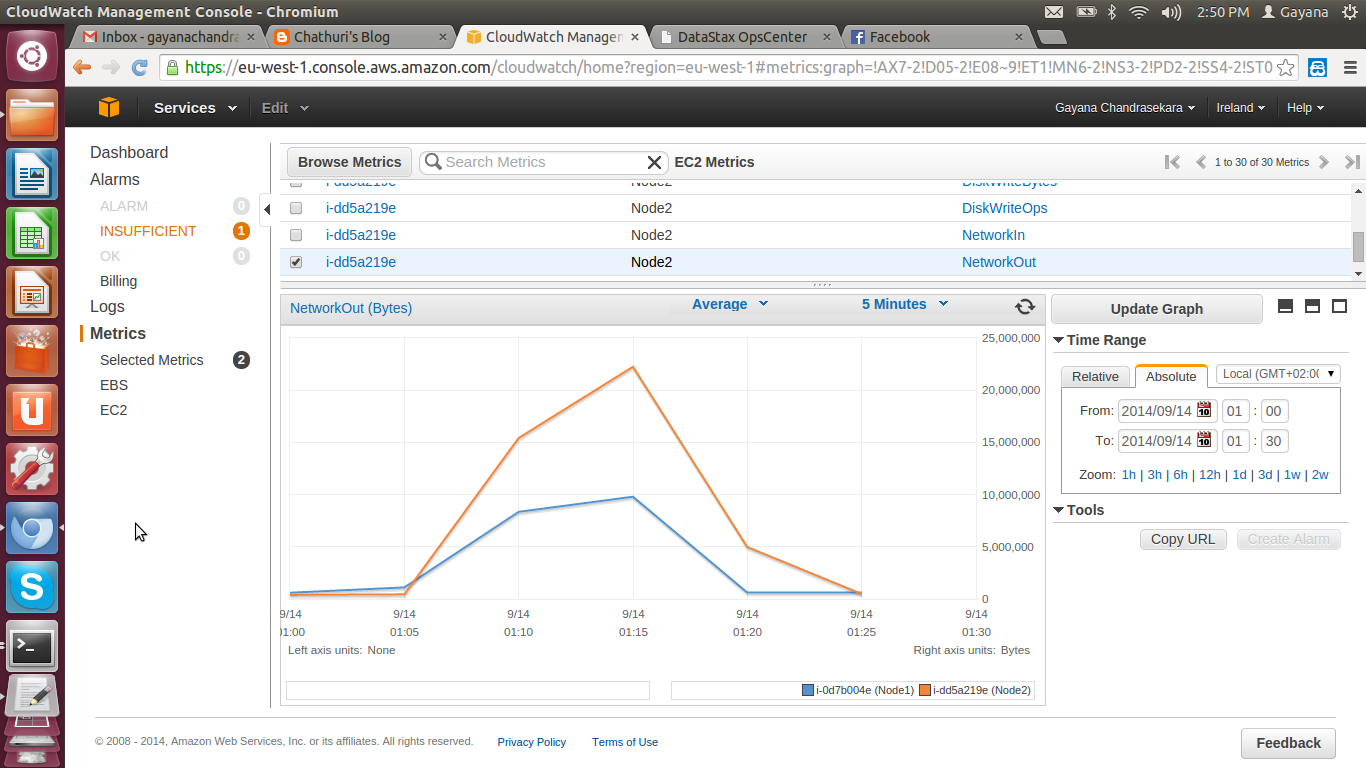 CloudWatch Management Console - Chromium
2:50 PM Gayana
Inbox - gayanachandra × Chathuri's Blog × CloudWatch Managem × DataStax OpsCenter × Facebook ×
https://eu-west-1.console.aws.amazon.com/cloudwatch/home?region=eu-west-1#metrics:graph=!AX7-2!D05-2!E08~9!ET1!MN6-2!NS3-2!PD2-2!SS4-2!ST0
Services Edit Gayana Chandrasekara Ireland Help
Dashboard
Alarms
ALARM 0
INSUFFICIENT 1
OK 0
Billing
Logs
Metrics
Selected Metrics 2
EBS
EC2
Browse Metrics Search Metrics EC2 Metrics 1 to 30 of 30 Metrics
i-dd5a219e Node2 DiskWriteBytes
i-dd5a219e Node2 DiskWriteOps
i-dd5a219e Node2 NetworkIn
i-dd5a219e Node2 NetworkOut
NetworkOut (Bytes) Average 5 Minutes
25,000,000
20,000,000
15,000,000
10,000,000
5,000,000
0
9/14 9/14 9/14 9/14 9/14 9/14 9/14
01:00 01:05 01:10 01:15 01:20 01:25 01:30
Left axis units: None Right axis units: Bytes
i-0d7b004e (Node1) i-dd5a219e (Node2)
Update Graph
Time Range
Relative Absolute Local (GMT+02:00
From: 2014/09/14 10 01 : 00
To: 2014/09/14 10 01 : 30
Zoom: 1h | 3h | 6h | 12h | 1d | 3d | 1w | 2w
Tools
Copy URL Create Alarm
© 2008 - 2014, Amazon Web Services, Inc. or its affiliates. All rights reserved. Privacy Policy Terms of Use
Feedback